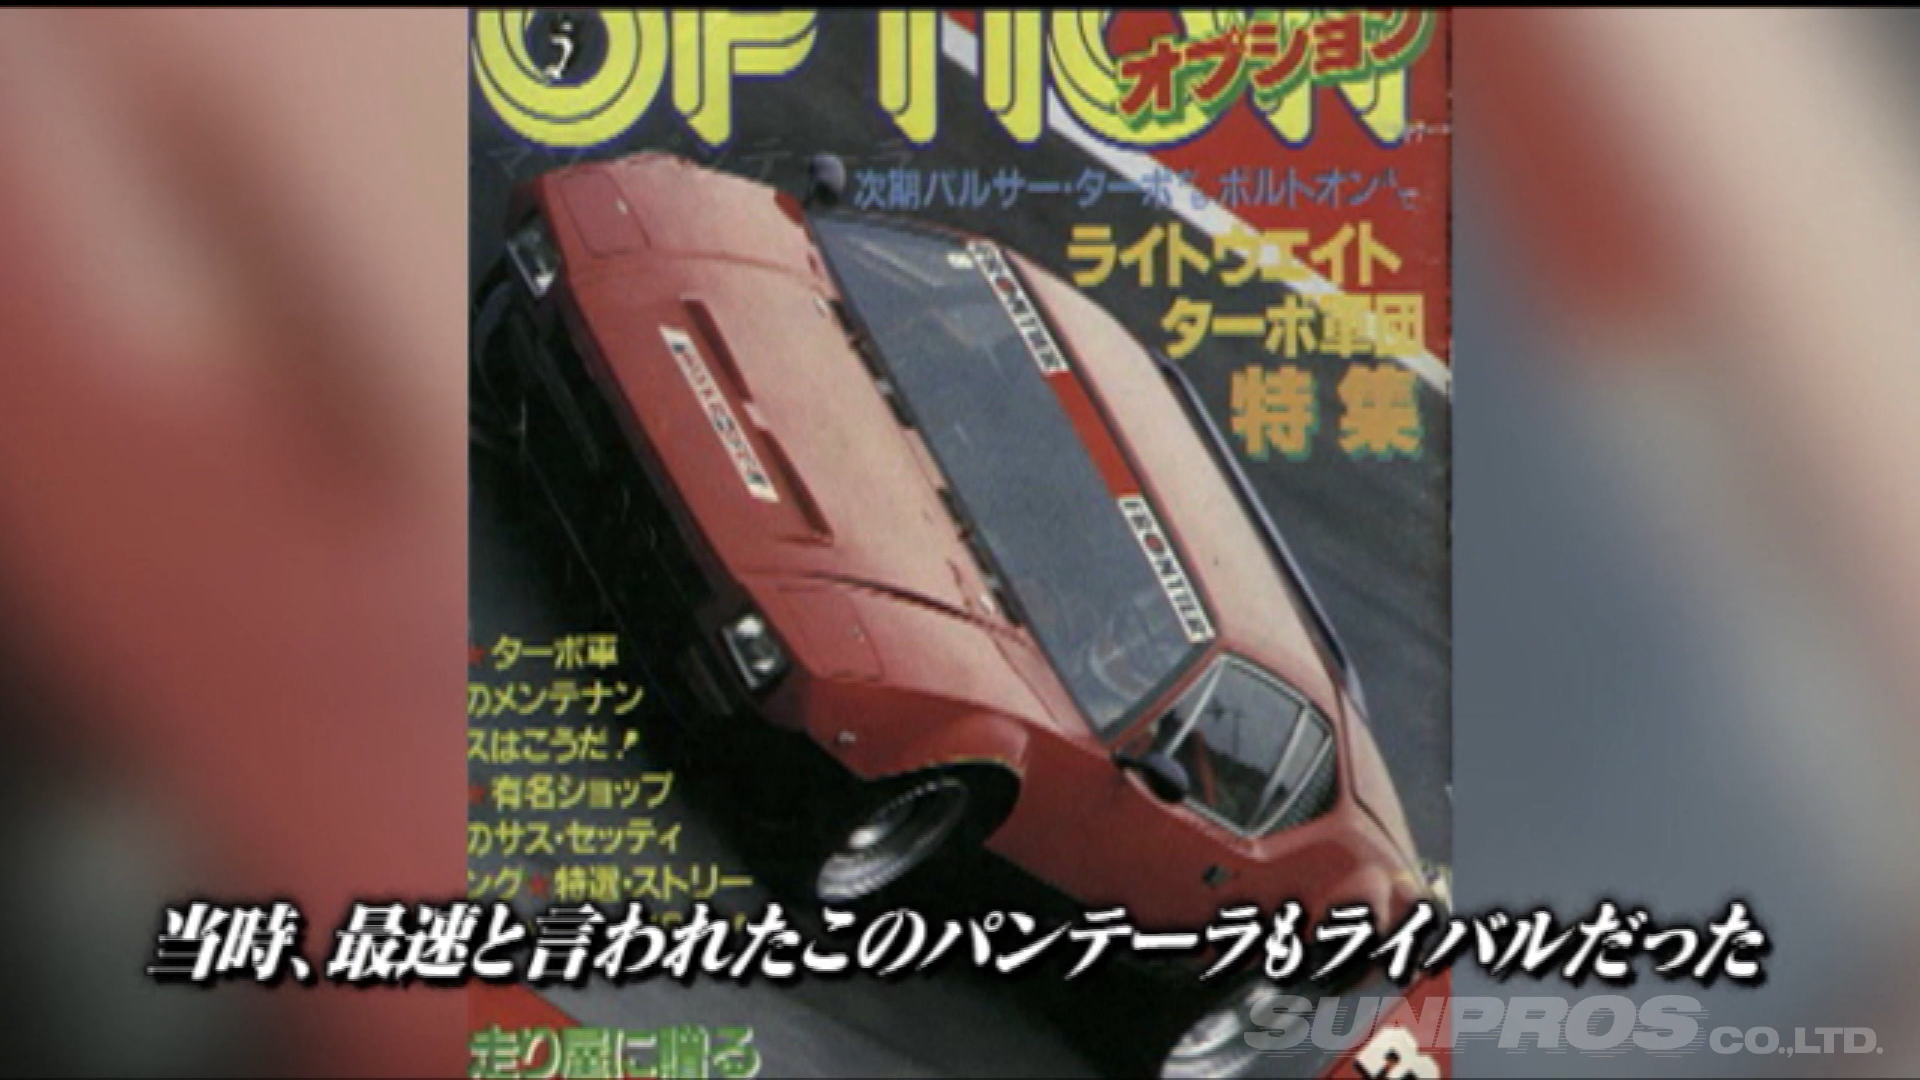 OPTION
オプション
次期パルサー・ターボも、ボルトオンで
ライトウエイト
ターボ軍団
特集
FRONTIER
FRONTIER
★ターボ車
のメンテナン
スはこうだ!
★有名ショップ
のサス・セッティ
ング★特選・ストリー
当時、最速と言われたこのパンテーラもライバルだった
走り屋に贈る
3
SUNPROS CO.,LTD.